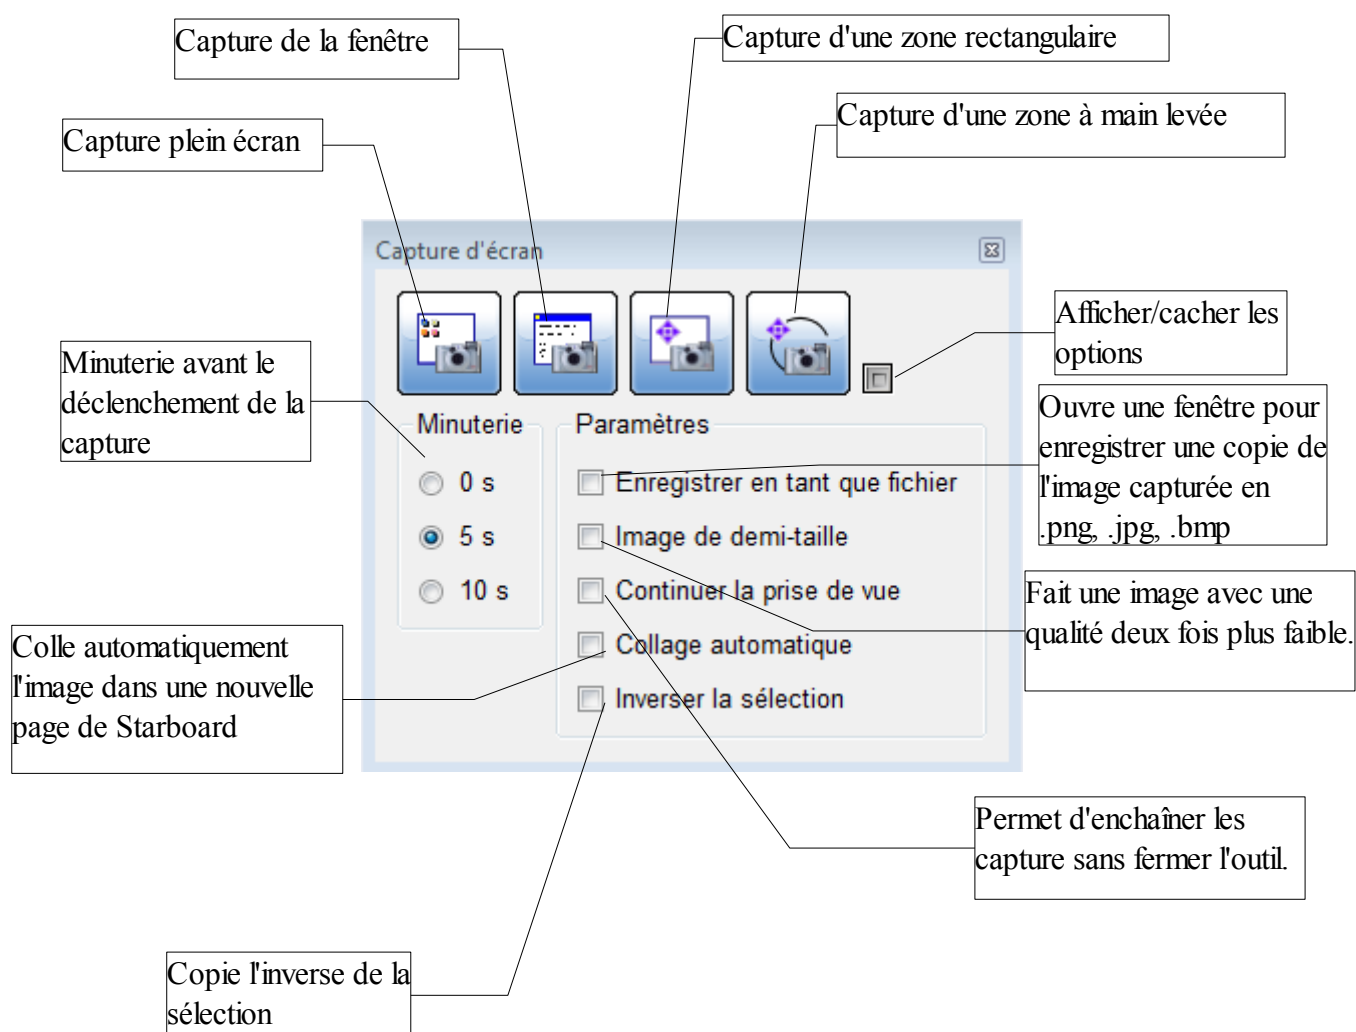 Capture de la fenêtre
Capture d'une zone rectangulaire
Capture plein écran
Capture d'une zone à main levée
Capture d'écran
Afficher/cacher les
options
Minuterie avant le
déclenchement de la
capture
Minuterie
0 s
5 s
10 s
Paramètres
Enregistrer en tant que fichier
Image de demi-taille
Continuer la prise de vue
Collage automatique
Inverser la sélection
Ouvre une fenêtre pour
enregistrer une copie de
l'image capturée en
.png, .jpg, .bmp
Fait une image avec une
qualité deux fois plus faible.
Colle automatiquement
l'image dans une nouvelle
page de Starboard
Permet d'enchaîner les
capture sans fermer l'outil.
Copie l'inverse de la
sélection